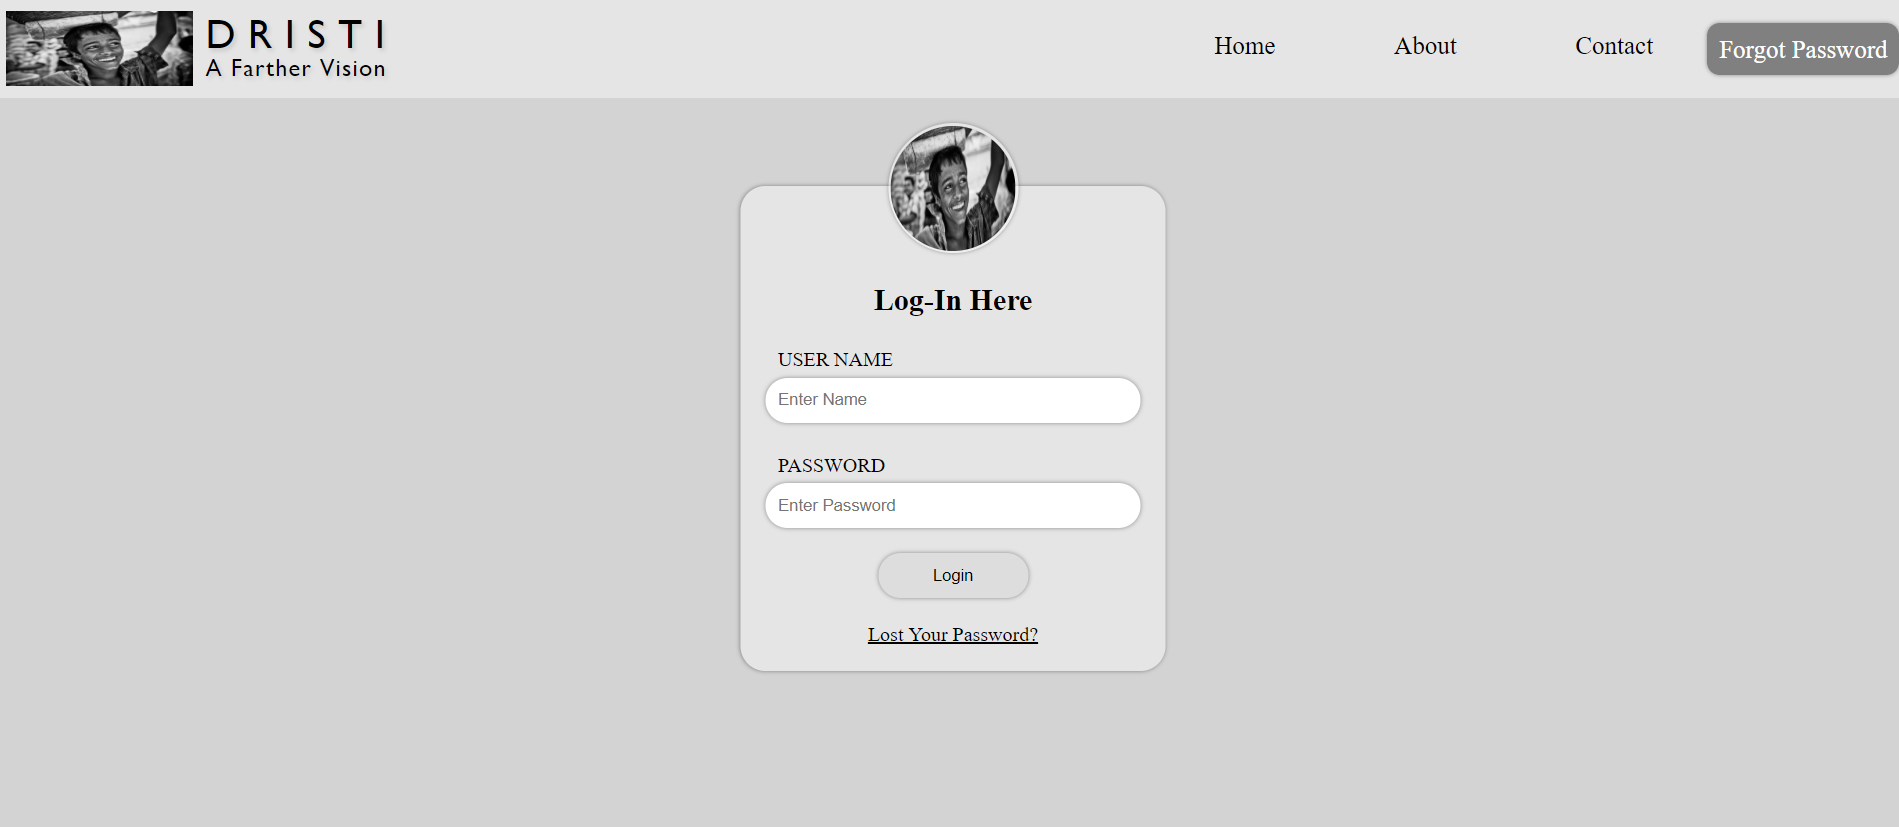 DRISTI
A Farther Vision
Home About Contact Forgot Password
Log-In Here
USER NAME
Enter Name
PASSWORD
Enter Password
Login
Lost Your Password?